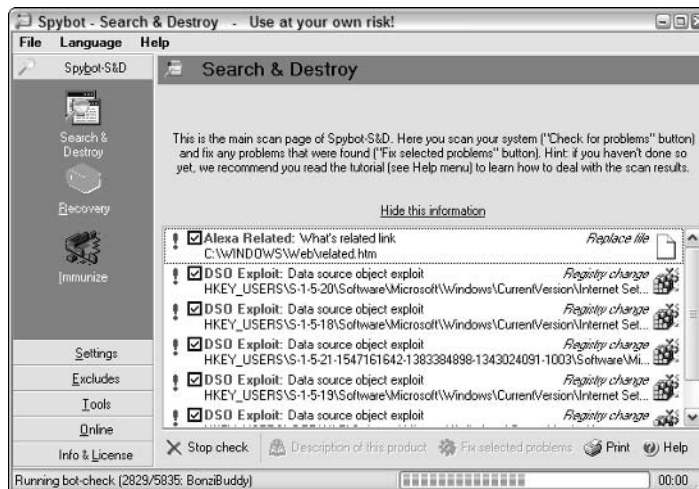 Spybot - Search & Destroy - Use at your own risk!
File Language Help
Spybot-S&D
Search & Destroy
Search &
Destroy
Recovery
Immunize
This is the main scan page of Spybot-S&D. Here you scan your system ("Check for problems" button)
and fix any problems that were found ("Fix selected problems" button). Hint: if you haven't done so
yet, we recommend you read the tutorial (see Help menu) to learn how to deal with the scan results.
Hide this information
Alexa Related: What's related link Replace file
C:\WINDOWS\Web\related.htm
DSO Exploit: Data source object exploit Registry change
HKEY_USERS\S-1-5-20\Software\Microsoft\Windows\CurrentVersion\Internet Set...
DSO Exploit: Data source object exploit Registry change
HKEY_USERS\S-1-5-18\Software\Microsoft\Windows\CurrentVersion\Internet Set...
DSO Exploit: Data source object exploit Registry change
HKEY_USERS\S-1-5-21-1547161642-1383384898-1343024091-1003\Software\Mi...
DSO Exploit: Data source object exploit Registry change
HKEY_USERS\S-1-5-19\Software\Microsoft\Windows\CurrentVersion\Internet Set...
DSO Exploit: Data source object exploit Registry change
Settings
Excludes
Tools
Online
Info & License
Stop check Description of this product Fix selected problems Print Help
Running bot-check (2829/5835: BonziBuddy) 00:00